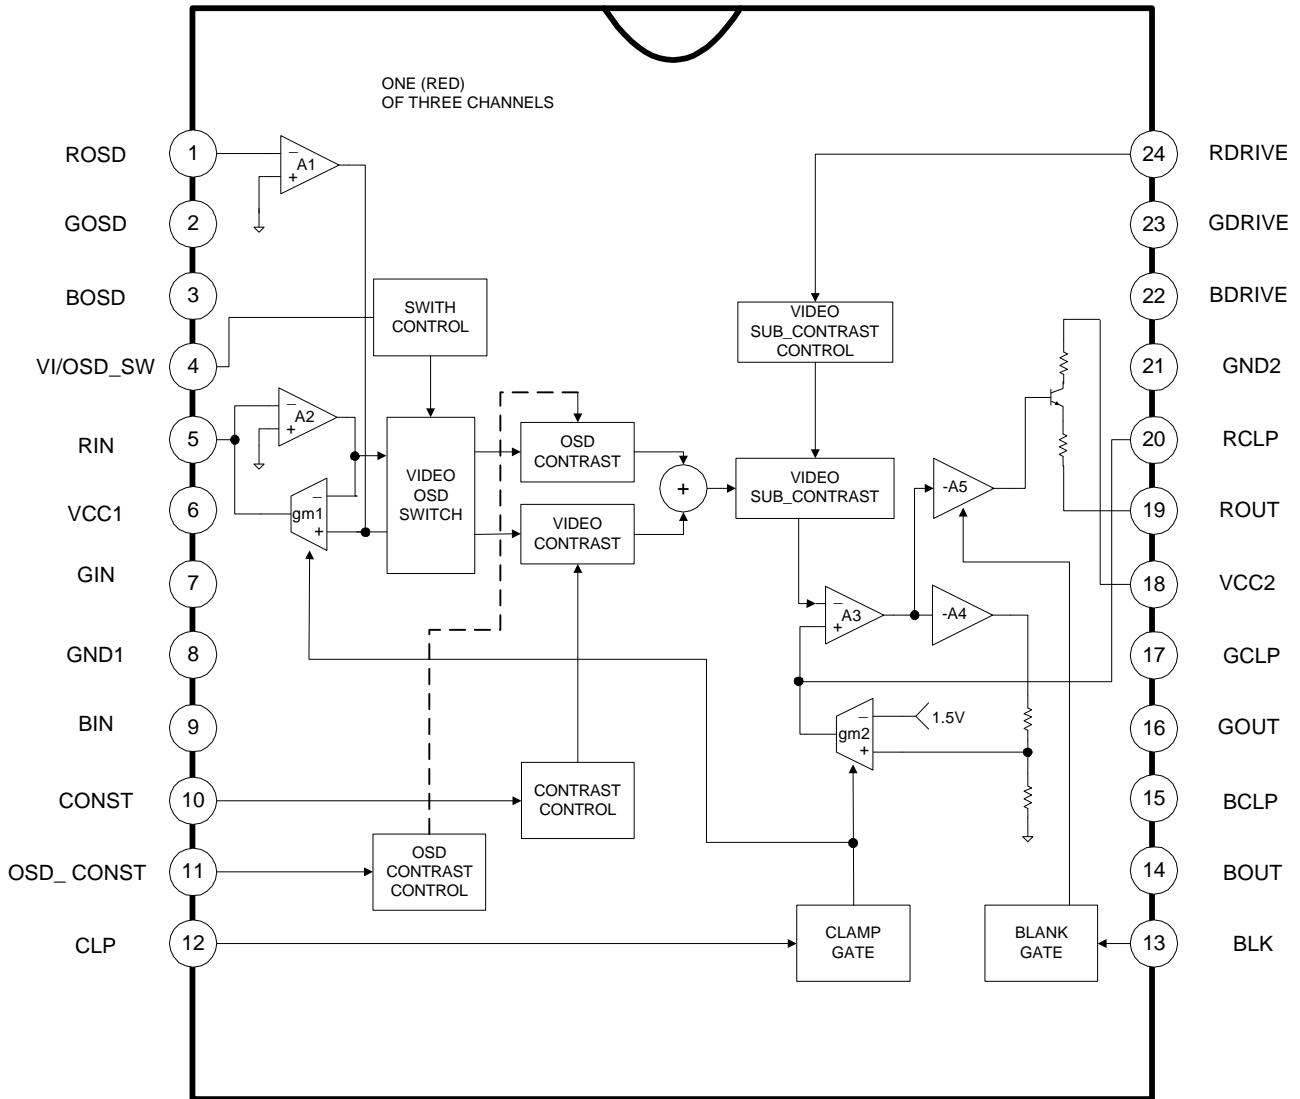 ONE (RED)
OF THREE CHANNELS
ROSD
1
−
+
A1
GOSD
2
BOSD
3
VI/OSD_SW
4
SWITH
CONTROL
RIN
5
−
+
A2
VCC1
6
−
+
gm1
GIN
7
GND1
8
BIN
9
CONST
10
OSD_ CONST
11
CLP
12
VIDEO
OSD
SWITCH
OSD
CONTRAST
VIDEO
CONTRAST
+
CONTRAST
CONTROL
OSD
CONTRAST
CONTROL
VIDEO
SUB_CONTRAST
CONTROL
VIDEO
SUB_CONTRAST
−
+
A3
-A4
-A5
−
+
gm2
1.5V
CLAMP
GATE
BLANK
GATE
24
RDRIVE
23
GDRIVE
22
BDRIVE
21
GND2
20
RCLP
19
ROUT
18
VCC2
17
GCLP
16
GOUT
15
BCLP
14
BOUT
13
BLK